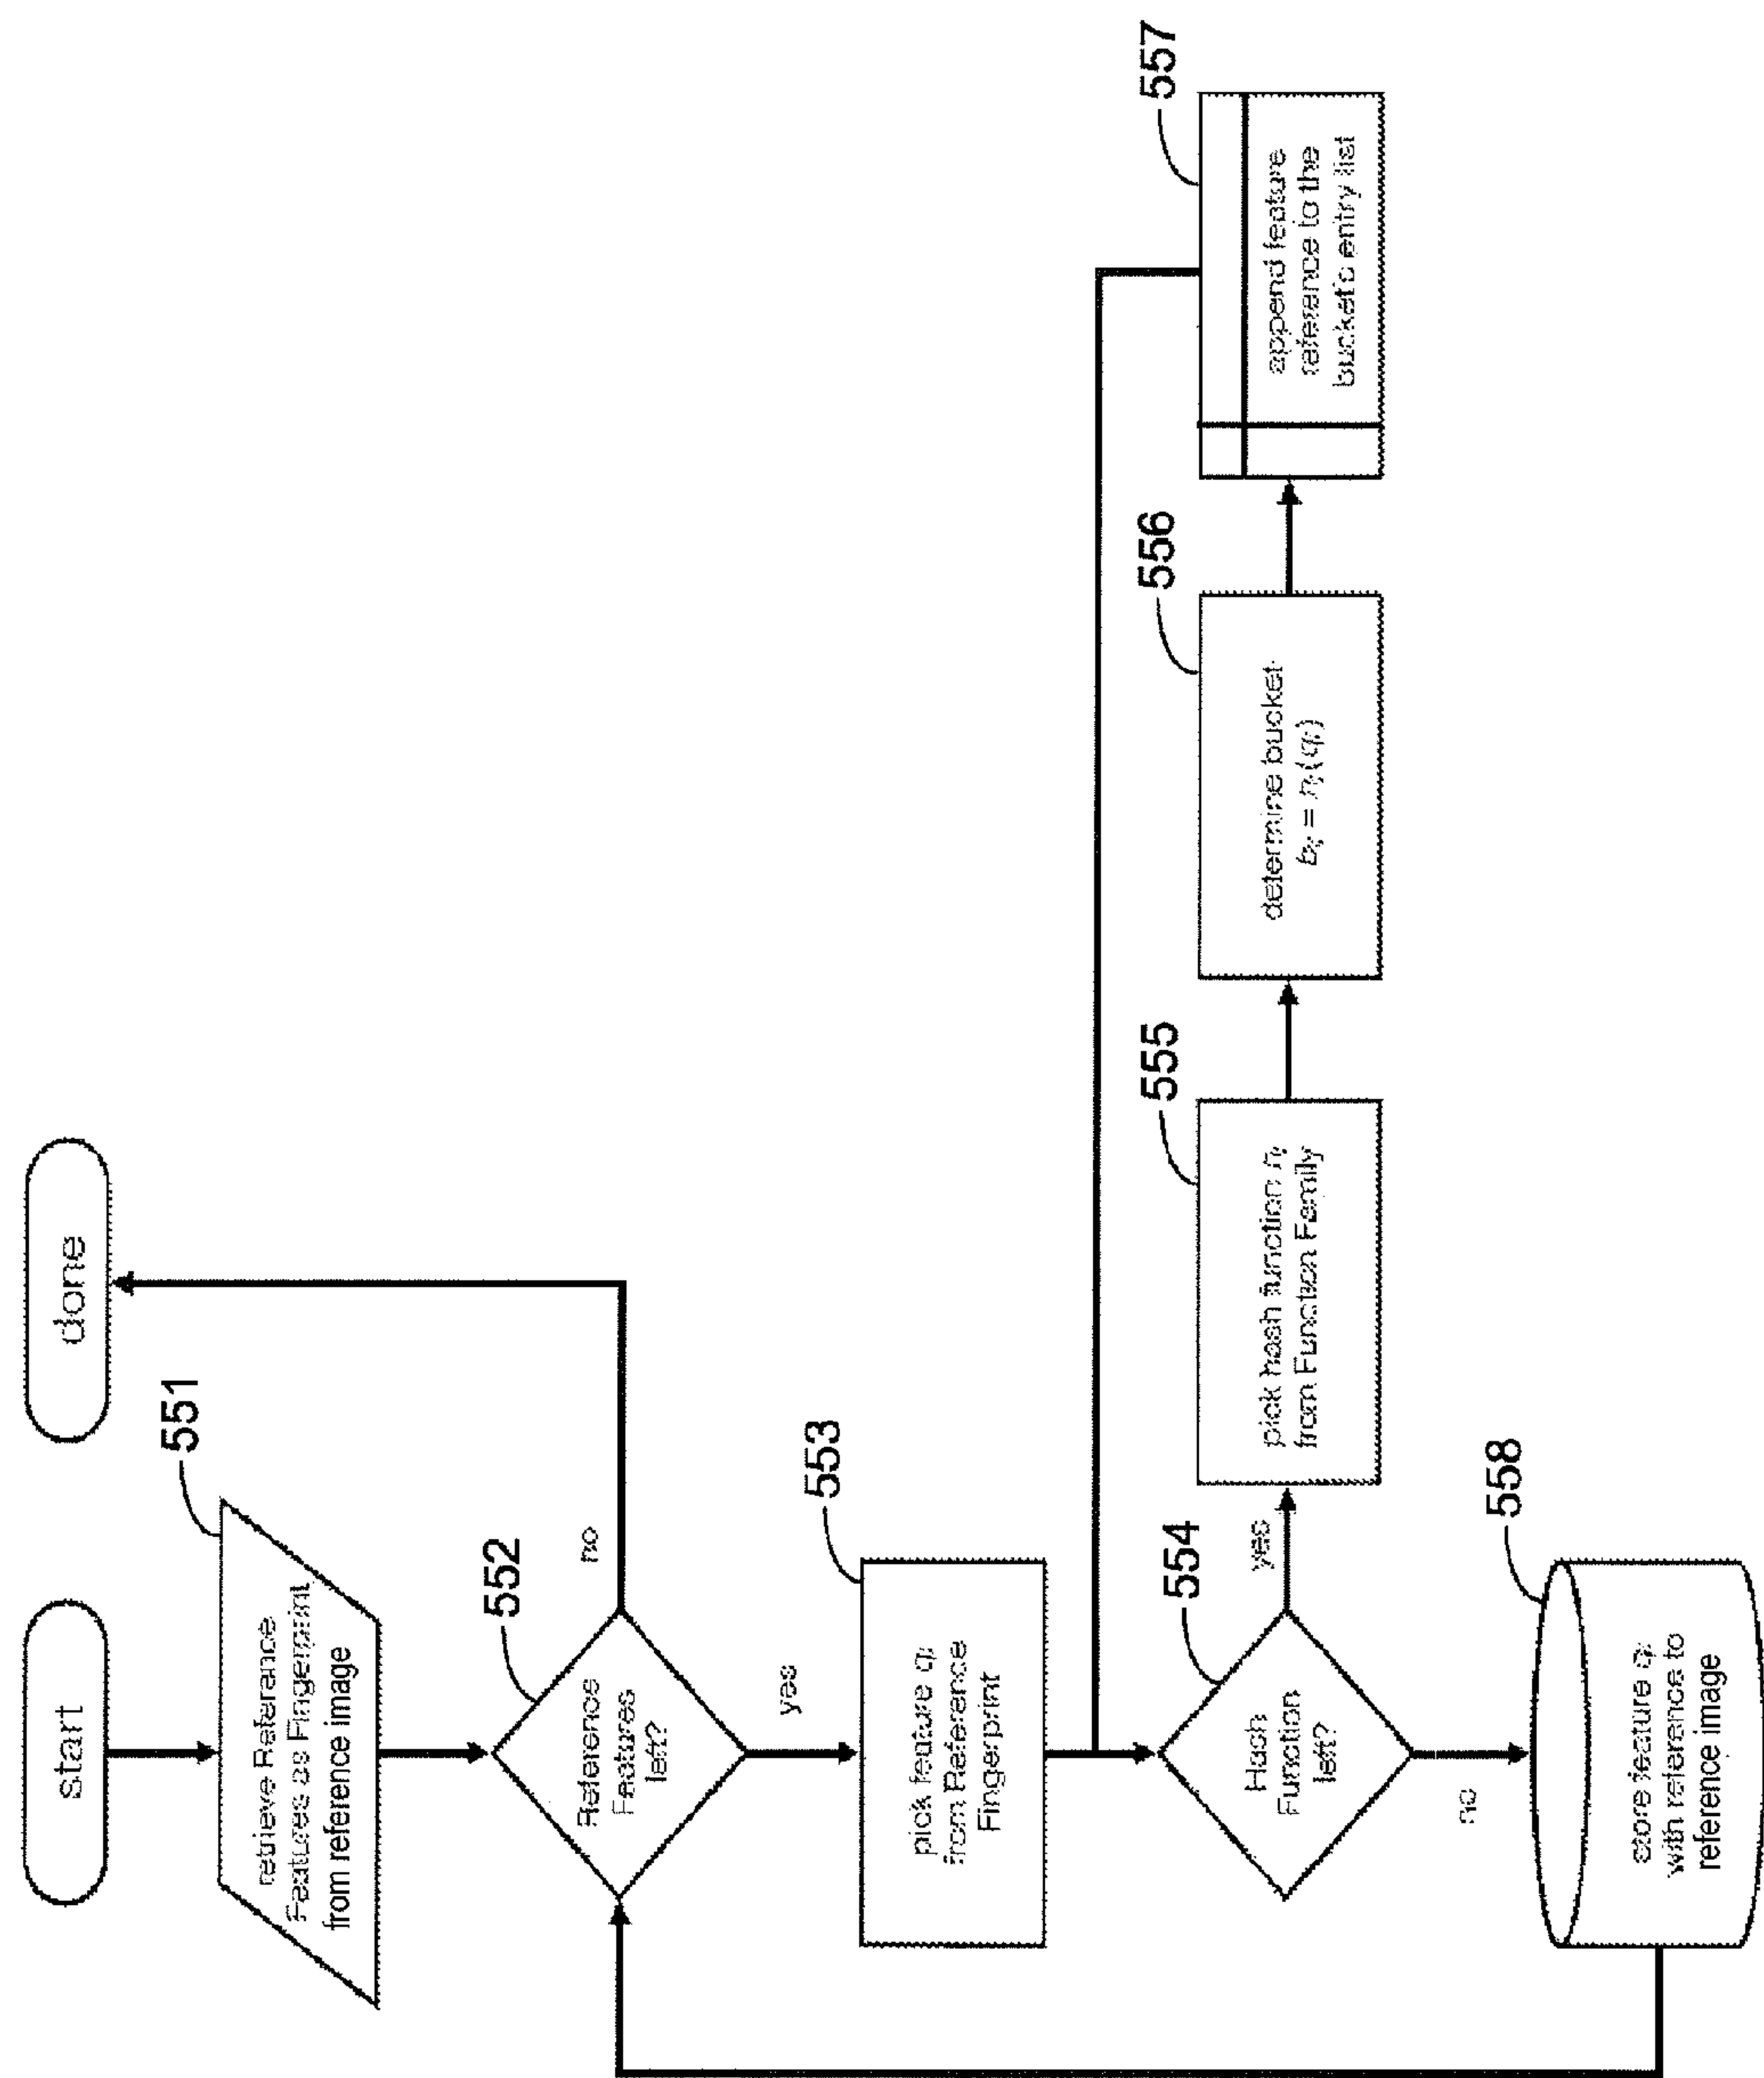 start
done
551
retrieve Reference
Features as Fingerprint
from reference image
552
Reference
Features
left?
no
yes
553
pick feature qᵢ
from Reference
Fingerprint
554
Hash
Function
left?
yes
no
555
pick hash function
from Function Family
556
determine bucket
557
append feature
reference to the
bucket's entry list
558
store feature qᵢ
with reference to
reference image